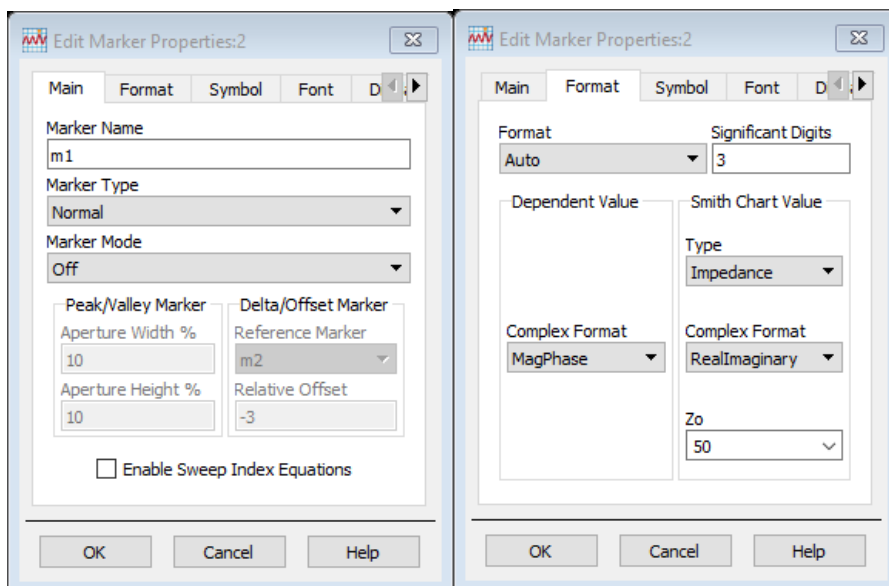 Edit Marker Properties:2
Main Format Symbol Font
Marker Name
m1
Marker Type
Normal
Marker Mode
Off
Peak/Valley Marker Delta/Offset Marker
Aperture Width % Reference Marker
10 m2
Aperture Height % Relative Offset
10 -3
Enable Sweep Index Equations
OK Cancel Help
Edit Marker Properties:2
Main Format Symbol Font
Format Significant Digits
Auto 3
Dependent Value Smith Chart Value
Type
Impedance
Complex Format Complex Format
MagPhase RealImaginary
Zo
50
OK Cancel Help